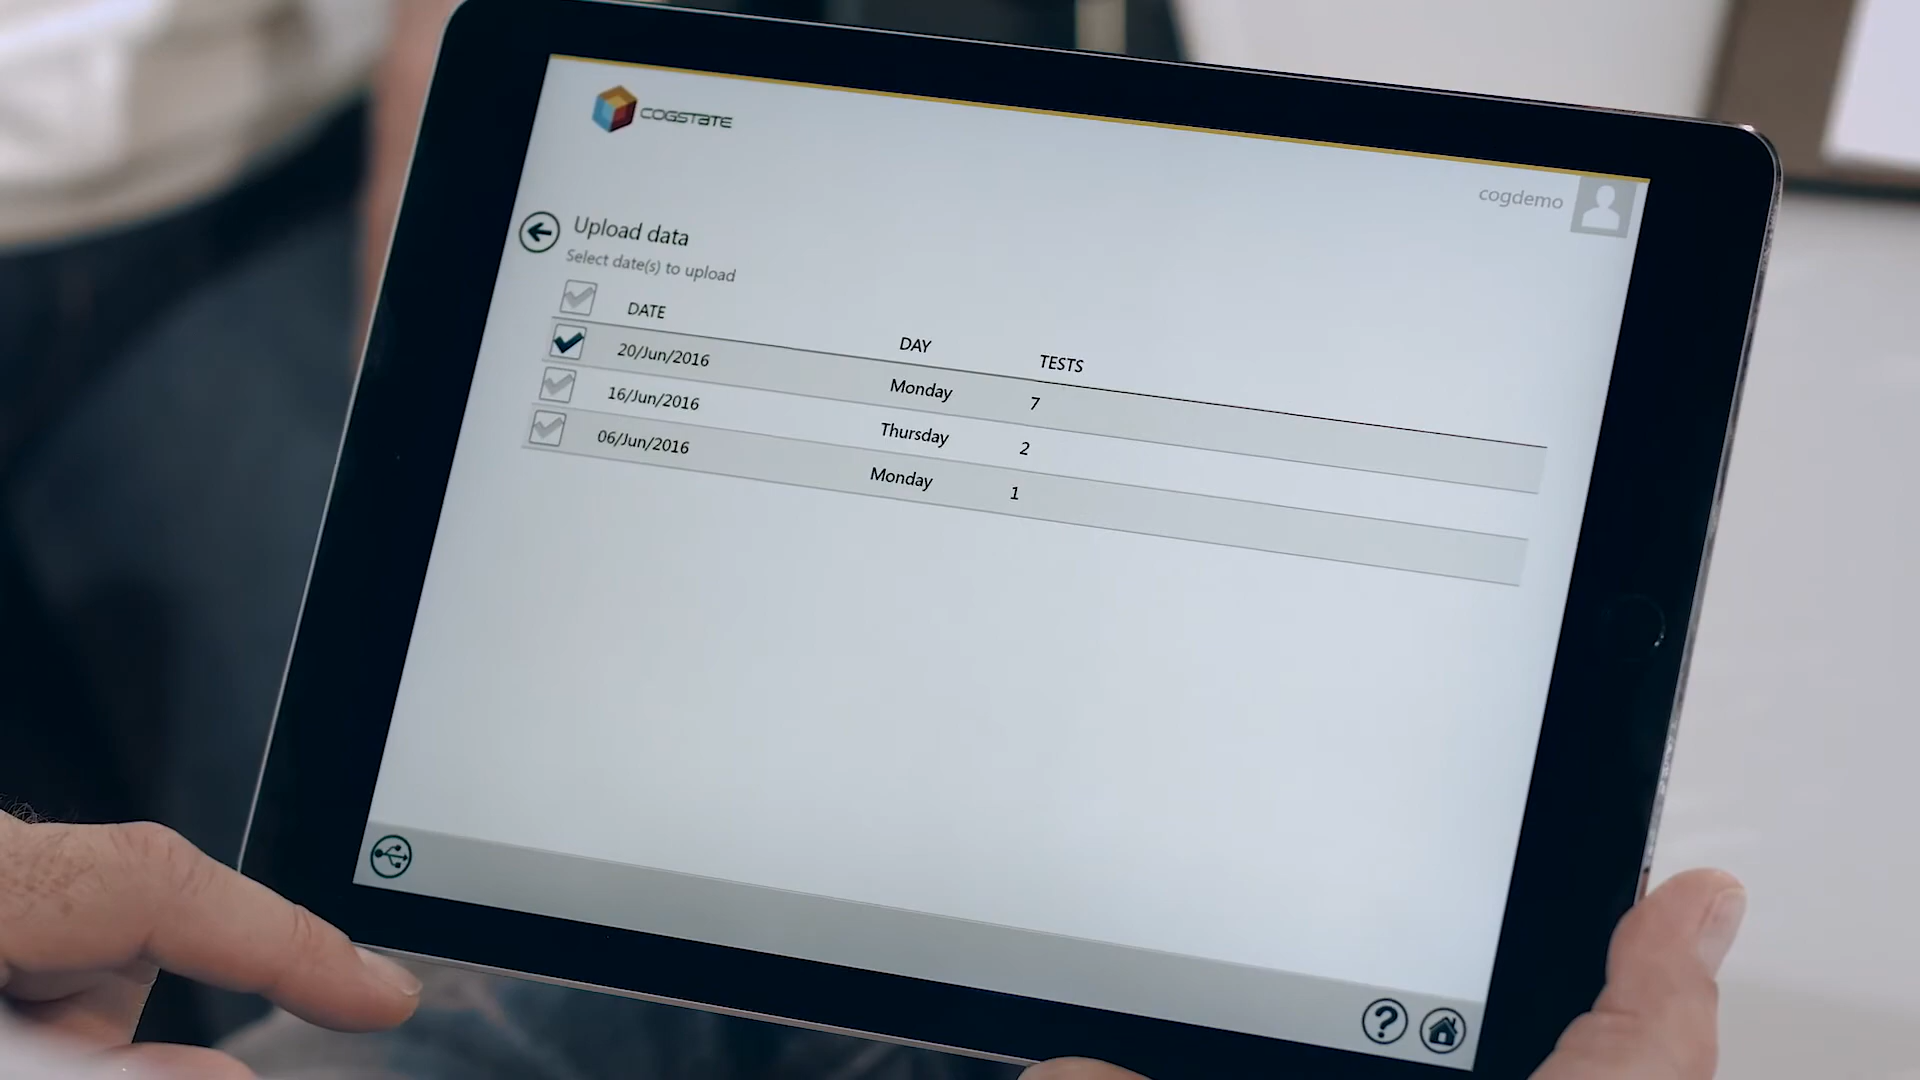 COGSTATE
cogdemo
Upload data
Select date(s) to upload
DATE DAY TESTS
20/Jun/2016 Monday 7
16/Jun/2016 Thursday 2
06/Jun/2016 Monday 1
?